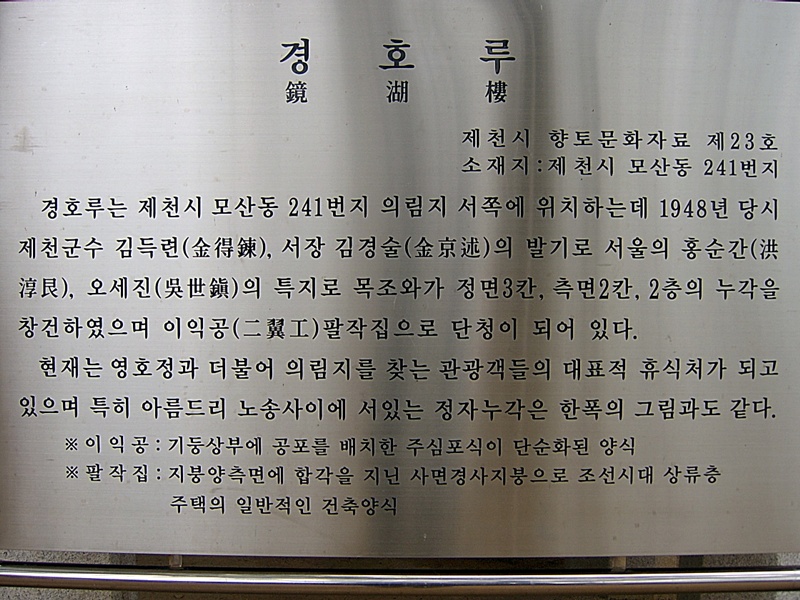 경 호 루
鏡 湖 樓
제천시 향토문화자료 제23호
소재지:제천시 모산동 241번지
경호루는 제천시 모산동 241번지 의림지 서쪽에 위치하는데 1948년 당시
제천군수 김득련(金得鍊), 서장 김경술(金京述)의 발기로 서울의 홍순간(洪
淳艮), 오세진(吳世鎭)의 특지로 목조와가 정면3칸, 측면2칸, 2층의 누각을
창건하였으며 이익공(二翼工)팔작집으로 단청이 되어 있다.
현재는 영호정과 더불어 의림지를 찾는 관광객들의 대표적 휴식처가 되고
있으며 특히 아름드리 노송사이에 서있는 정자누각은 한폭의 그림과도 같다.
※이익공:기둥상부에 공포를 배치한 주심포식이 단순화된 양식
※팔작집:지붕양측면에 합각을 지닌 사면경사지붕으로 조선시대 상류층
주택의 일반적인 건축양식